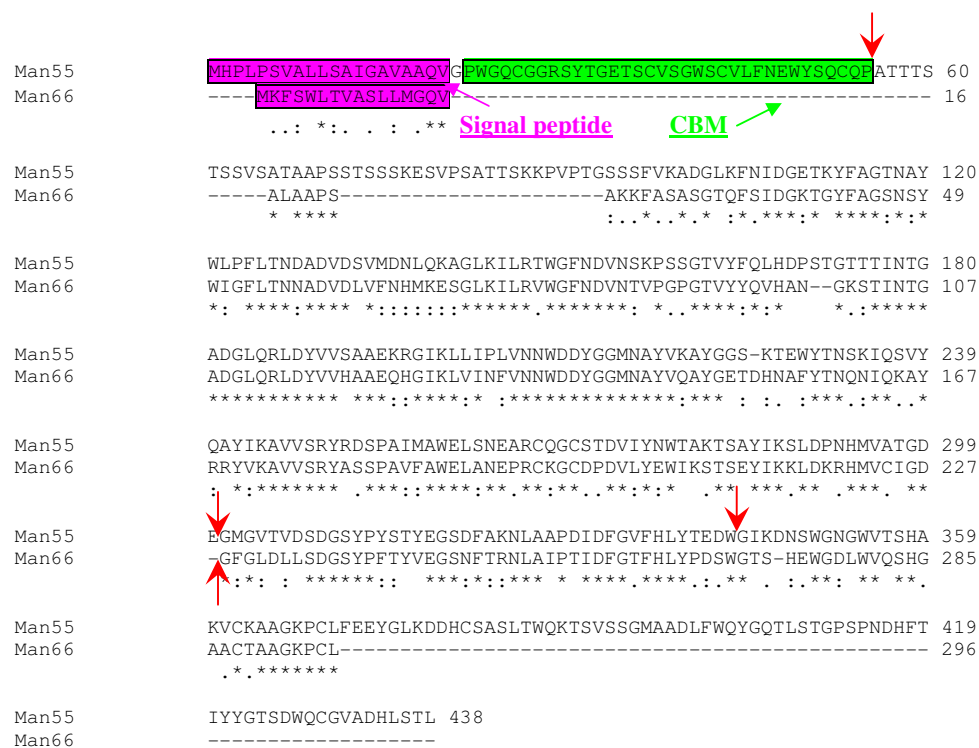 Man55 MHPLPSVALLSAIGAVAAQVGPWGQCGGRSYTGETSCVSGWSCVLFNEWYSQCQPATTTS 60
Man66 ----MKFSWLTVASLLMGQV---------------------------------------- 16
..: *:. . : .** Signal peptide CBM
Man55 TSSVSATAAPSSTSSSKESVPSATTSKKPVPTGSSSFVKADGLKFNIDGETKYFAGTNAY 120
Man66 -----ALAAPS----------------------AKKFASASGTQFSIDGKTGYFAGSNSY 49
* **** :..*..*.* :*.***:* ****:*:*
Man55 WLPFLTNDADVDSVMDNLQKAGLKILRTWGFNDVNSKPSSGTVYFQLHDPSTGTTTINTG 180
Man66 WIGFLTNNADVDLVFNHMKESGLKILRVWGFNDVNTVPGPGTVYYQVHAN--GKSTINTG 107
*: ****:**** *:::::::******.*******: *..****:*:* *.:*****
Man55 ADGLQRLDYVVSAAEKRGIKLLIPLVNNWDDYGGMNAYVKAYGGS-KTEWYTNSKIQSVY 239
Man66 ADGLQRLDYVVHAAEQHGIKLVINFVNNWDDYGGMNAYVQAYGETDHNAFYTNQNIQKAY 167
*********** ***::****:* :**************:*** : :. :***.:**..*
Man55 QAYIKAVVSRYRDSPAIMAWELSNEARCQGCSTDVIYNWTAKTSAYIKSLDPNHMVATGD 299
Man66 RRYVKAVVSRYASSPAVFAWELANEPRCKGCDPDVLYEWIKSTSEYIKKLDKRHMVCIGD 227
: *:******* .***::****:**.**:**..**:*:* .** ***.** .***. **
Man55 EGMGVTVDSDGSYPYSTYEGSDFAKNLAAPDIDFGVFHLYTEDWGIKDNSWGNGWVTSHA 359
Man66 -GFGLDLLSDGSYPFTYVEGSNFTRNLAIPTIDFGTFHLYPDSWGTS-HEWGDLWVQSHG 285
*:*: : ******:: ***:*::*** * ****.****.:.** . :.**: ** **.
Man55 KVCKAAGKPCLFEEYGLKDDHCSASLTWQKTSVSSGMAADLFWQYGQTLSTGPSPNDHFT 419
Man66 AACTAAGKPCL------------------------------------------------- 296
.*.*******
Man55 IYYGTSDWQCGVADHLSTL 438
Man66 -------------------